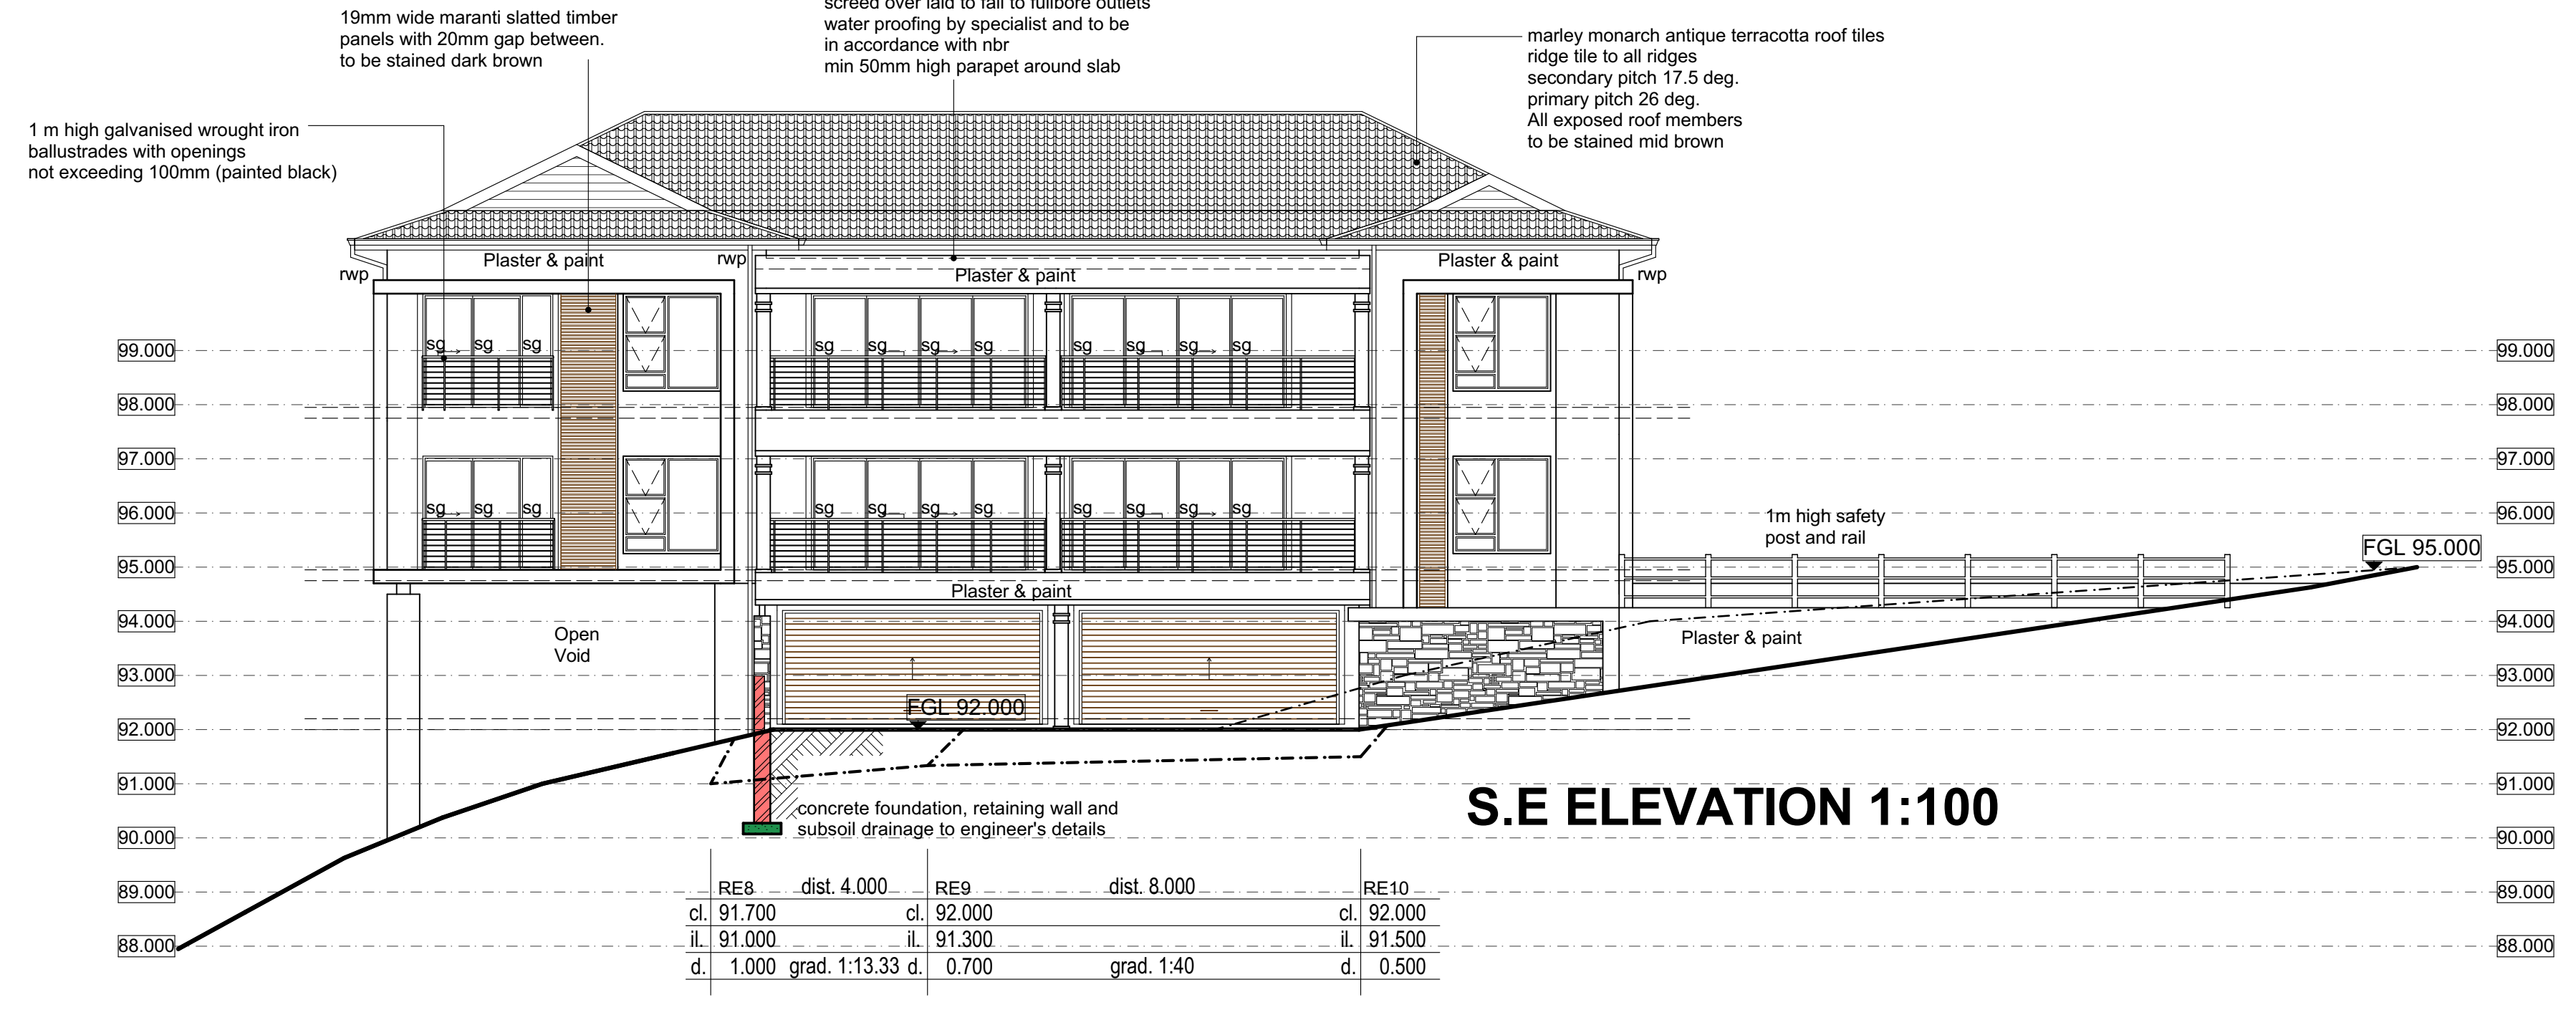 19mm wide maranti slatted timber
panels with 20mm gap between.
to be stained dark brown
screed over laid to fall to fullbore outlets
water proofing by specialist and to be
in accordance with nbr
min 50mm high parapet around slab
marley monarch antique terracotta roof tiles
ridge tile to all ridges
secondary pitch 17.5 deg.
primary pitch 26 deg.
All exposed roof members
to be stained mid brown
1 m high galvanised wrought iron
ballustrades with openings
not exceeding 100mm (painted black)
rwp
Plaster & paint
rwp
Plaster & paint
Plaster & paint
rwp
sg sg sg sg sg sg sg sg sg sg sg
99.000 99.000
98.000 98.000
97.000 97.000
sg sg sg sg sg sg sg sg sg sg sg
96.000 96.000
1m high safety
post and rail
FGL 95.000
95.000 95.000
Plaster & paint
94.000 94.000
Open
Void
Plaster & paint
93.000 93.000
FGL 92.000
92.000 92.000
91.000 91.000
concrete foundation, retaining wall and
subsoil drainage to engineer's details
S.E ELEVATION 1:100
90.000 90.000
89.000 RE8 dist. 4.000 RE9 dist. 8.000 RE10 89.000
cl. 91.700 cl. 92.000 cl. 92.000
88.000 il. 91.000 il. 91.300 il. 91.500 88.000
d. 1.000 grad. 1:13.33 d. 0.700 grad. 1:40 d. 0.500